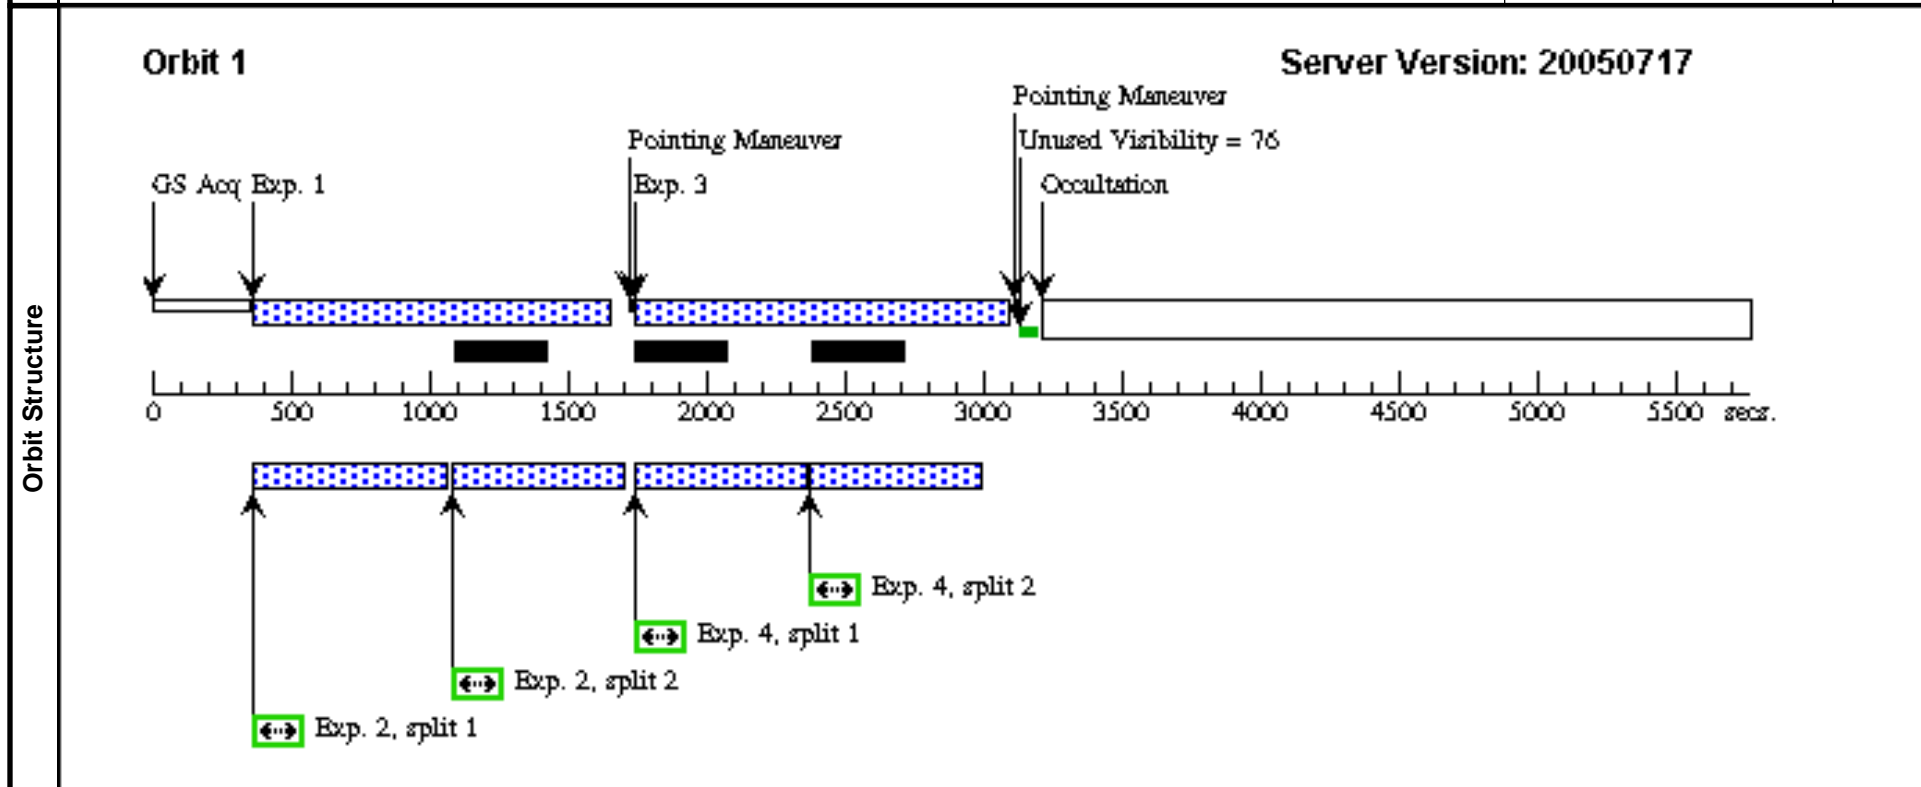 Orbit 1
Server Version: 20050717
Pointing Maneuver
Pointing Maneuver
Unused Visibility = 76
GS Acq
Exp. 1
Exp. 3
Occultation
0 500 1000 1500 2000 2500 3000 3500 4000 4500 5000 5500 secs.
Exp. 4, split 2
Exp. 4, split 1
Exp. 2, split 2
Exp. 2, split 1
Orbit Structure